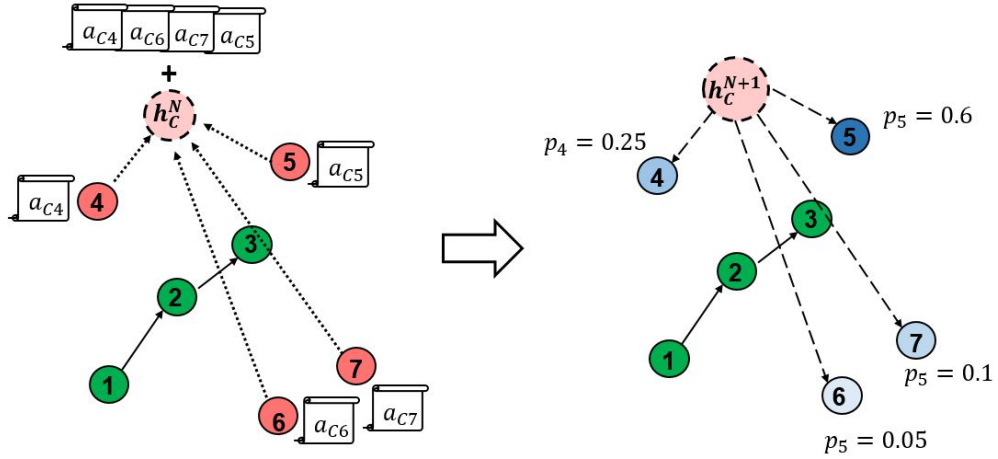 a_{C4} a_{C6} a_{C7} a_{C5}
+
h_C^N
5 a_{C5}
a_{C4} 4
3
2
1
7
6 a_{C6} a_{C7}
h_C^{N+1}
5 p_5 = 0.6
p_4 = 0.25
4
3
2
1
7
p_5 = 0.1
6
p_5 = 0.05